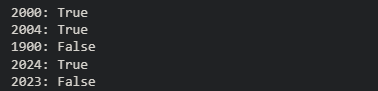 2000: True
2004: True
1900: False
2024: True
2023: False